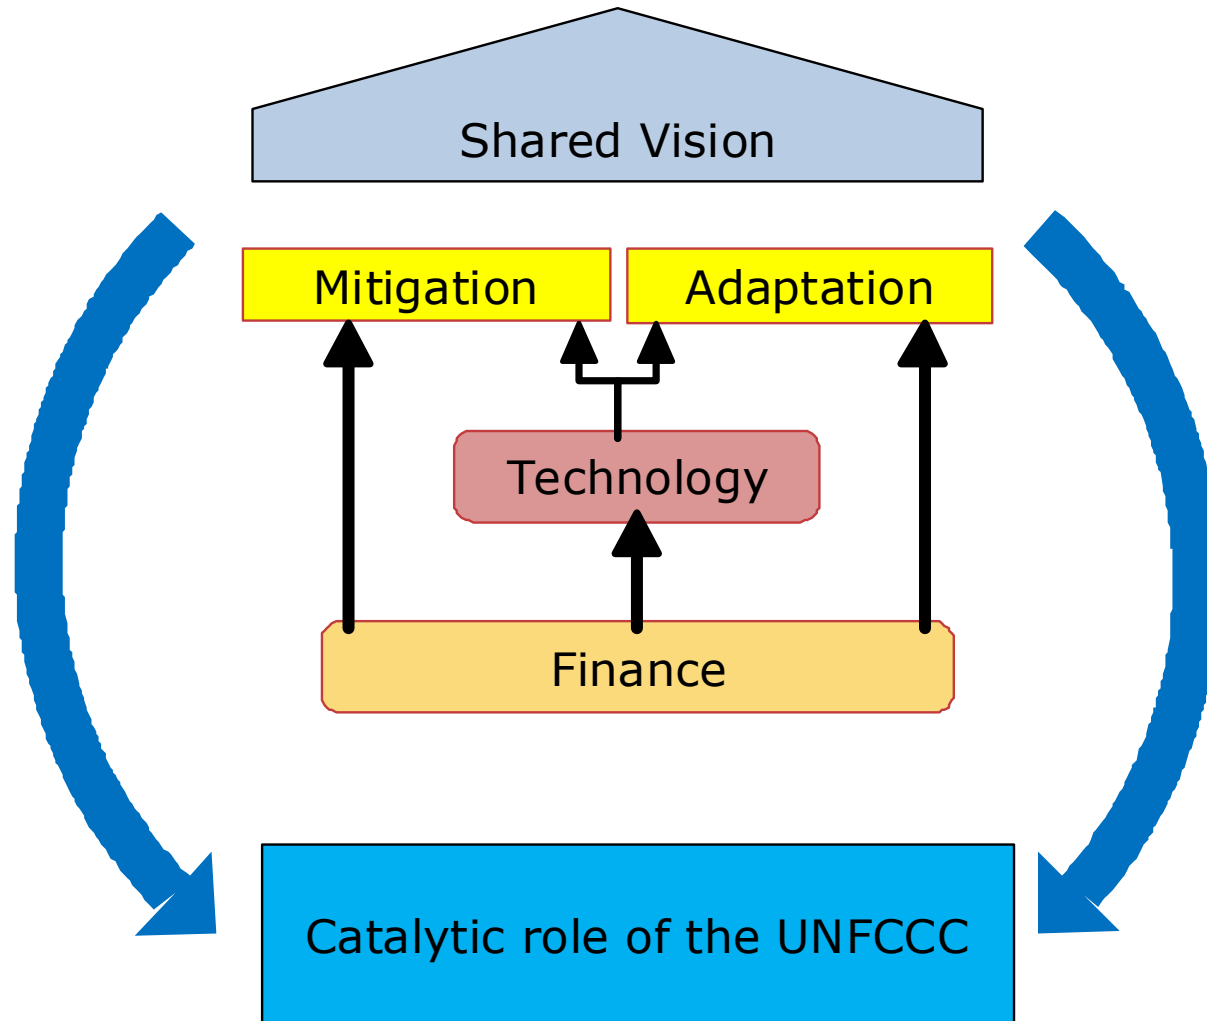 Shared Vision
Mitigation
Adaptation
Technology
Finance
Catalytic role of the UNFCCC